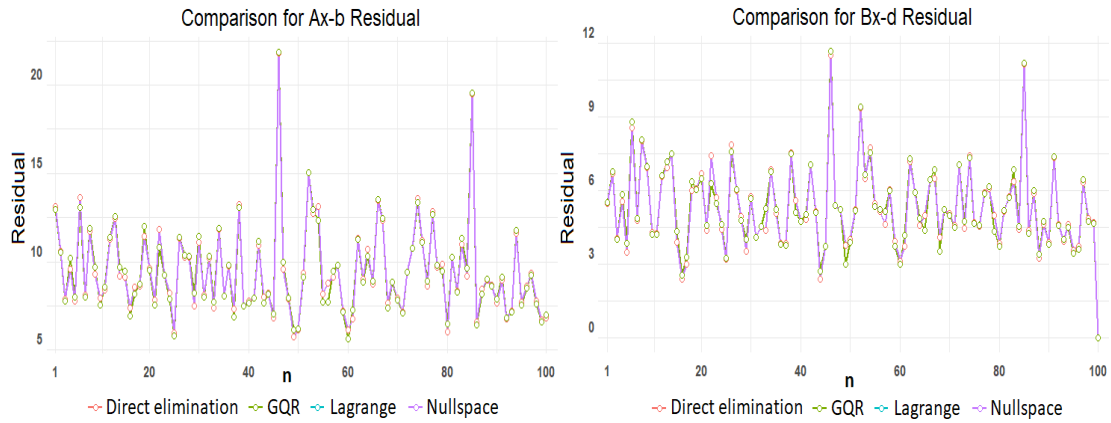 Comparison for Ax-b Residual
Residual
20
15
10
5
1 20 40 60 80 100
n
Direct elimination GQR Lagrange Nullspace
Comparison for Bx-d Residual
Residual
12
9
6
3
0
1 20 40 60 80 100
n
Direct elimination GQR Lagrange Nullspace